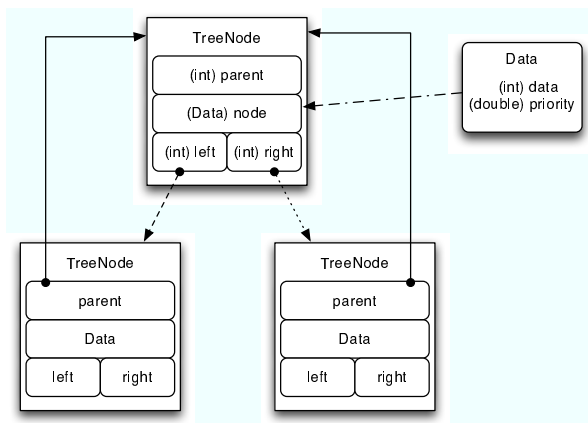 TreeNode
(int) parent
(Data) node
(int) left
(int) right
Data
(int) data
(double) priority
TreeNode
parent
Data
left
right
TreeNode
parent
Data
left
right